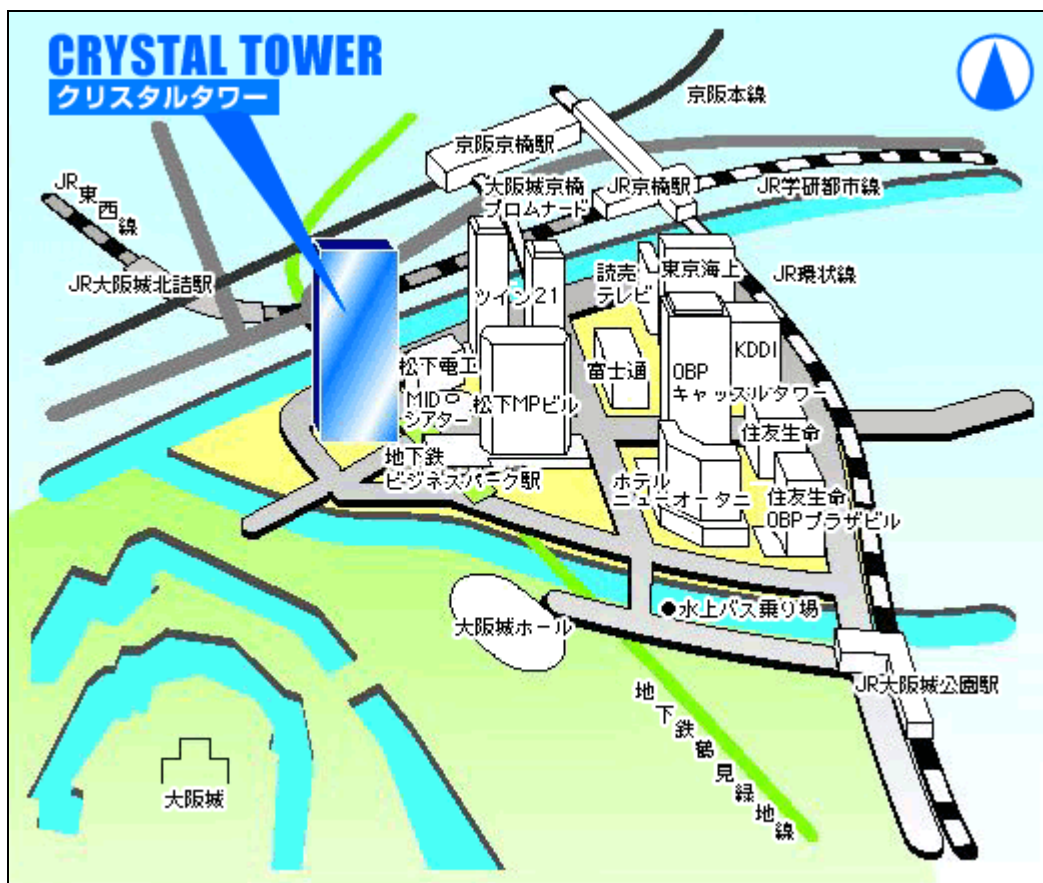 CRYSTAL TOWER
クリスタルタワー
京阪本線
京阪京橋駅
大阪城京橋
プロムナード
JR京橋駅
JR学研都市線
JR東西線
JR大阪城北詰駅
読売
テレビ
東京海上
JR環状線
ツイン21
松下電工
MID
シアター
松下MPビル
富士通
OBP
キャッスルタワー
KDDI
住友生命
地下鉄
ビジネスパーク駅
ホテル
ニューオータニ
住友生命
OBPプラザビル
大阪城ホール
●水上バス乗り場
JR大阪城公園駅
地下鉄鶴見緑地線
大阪城